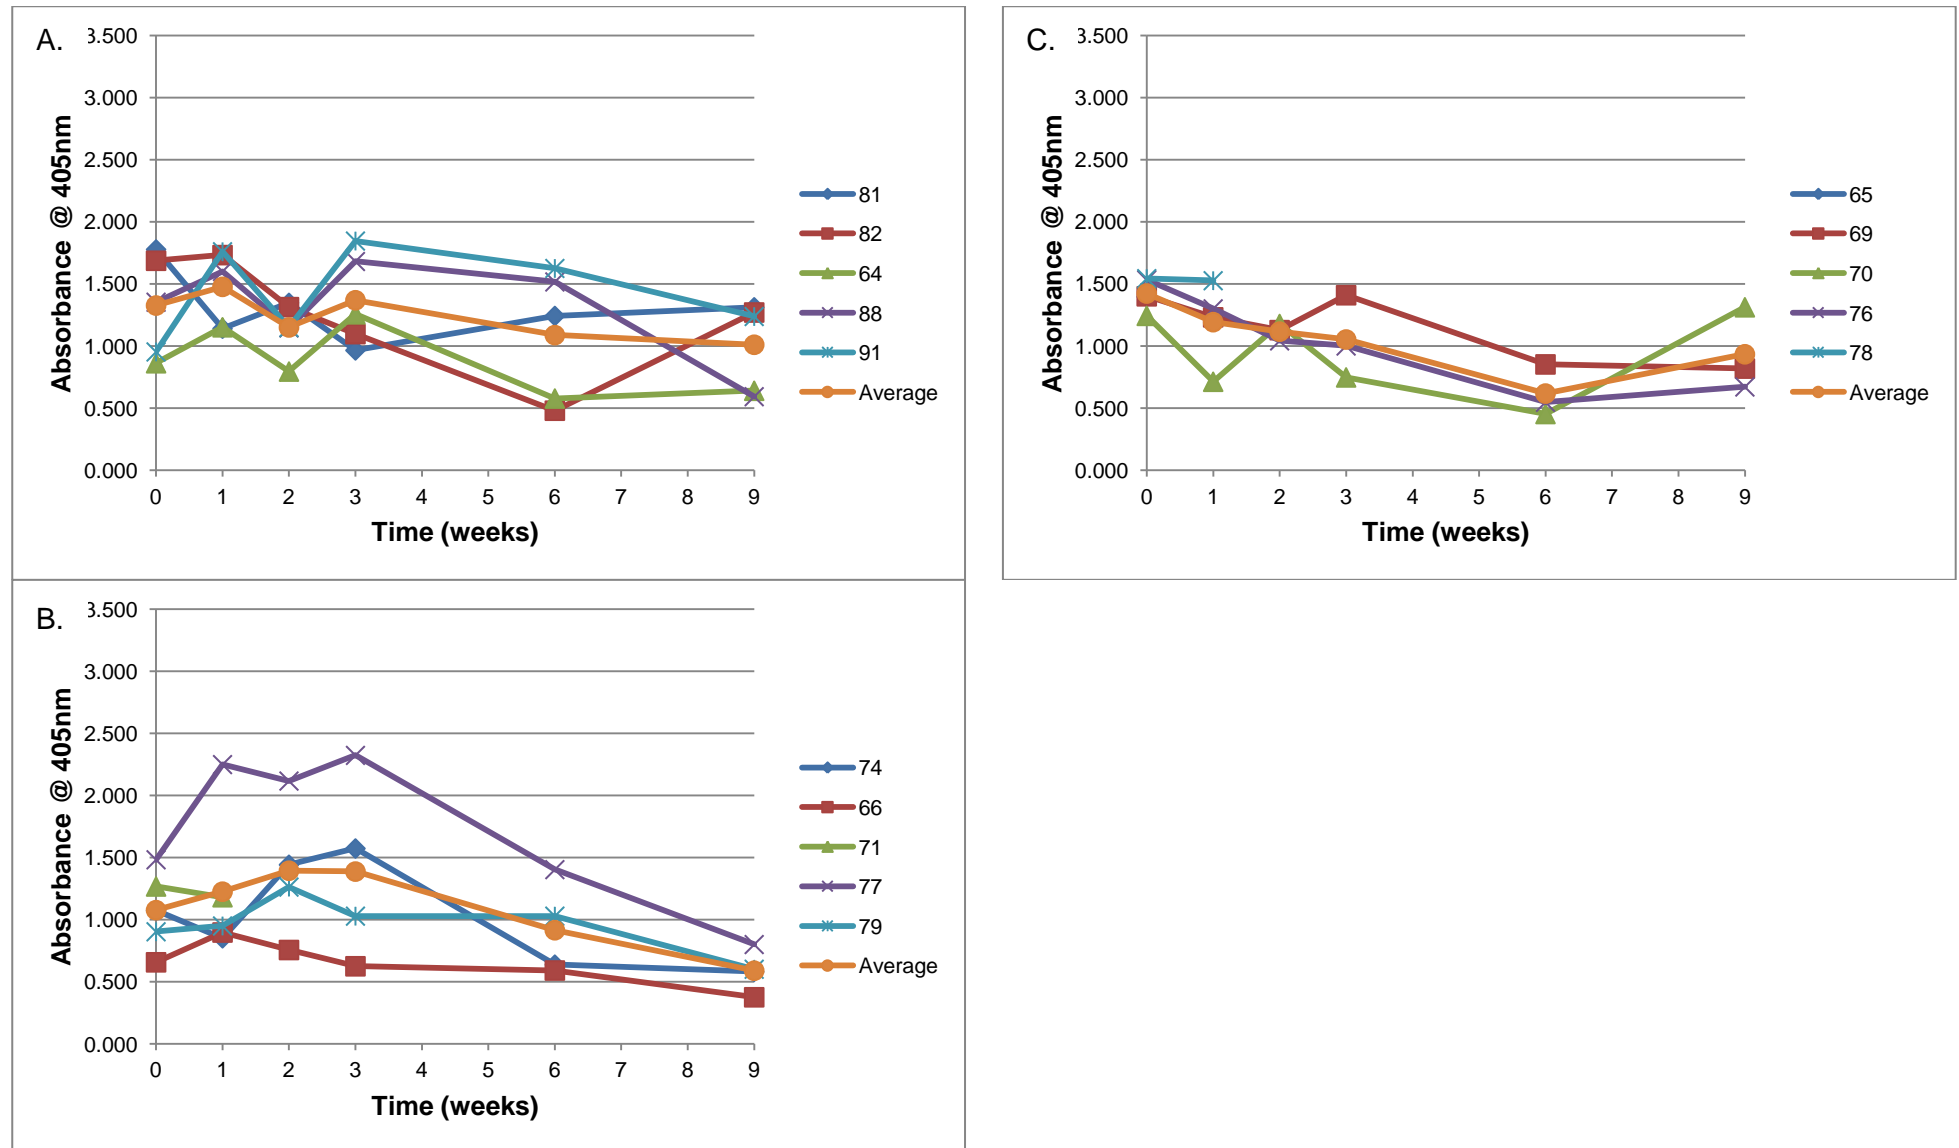 A.
Absorbance @ 405nm
3.500
3.000
2.500
2.000
1.500
1.000
0.500
0.000
0 1 2 3 4 5 6 7 8 9
Time (weeks)
81
82
64
88
91
Average
B.
Absorbance @ 405nm
3.500
3.000
2.500
2.000
1.500
1.000
0.500
0.000
0 1 2 3 4 5 6 7 8 9
Time (weeks)
74
66
71
77
79
Average
C.
Absorbance @ 405nm
3.500
3.000
2.500
2.000
1.500
1.000
0.500
0.000
0 1 2 3 4 5 6 7 8 9
Time (weeks)
65
69
70
76
78
Average